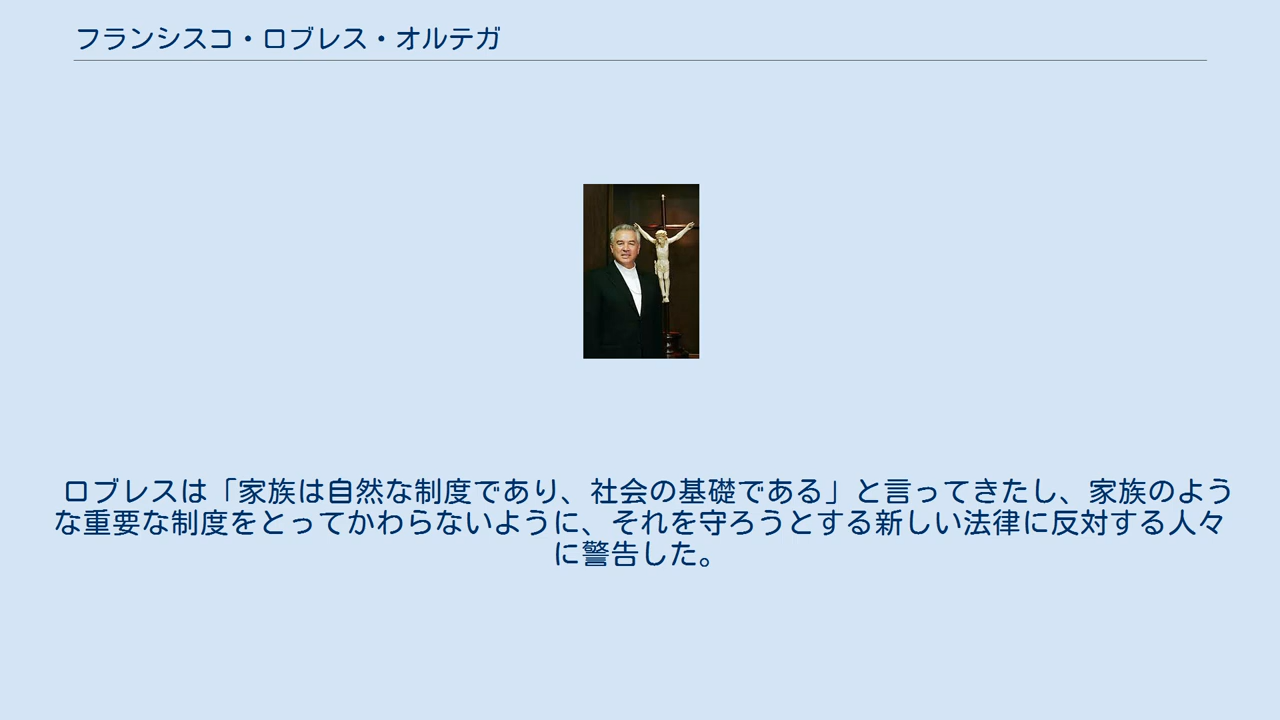 フランシスコ・ロブレス・オルテガ
ロブレスは「家族は自然な制度であり、社会の基礎である」と言ってきたし、家族のよう
な重要な制度をとってかわらないように、それを守ろうとする新しい法律に反対する人々
に警告した。